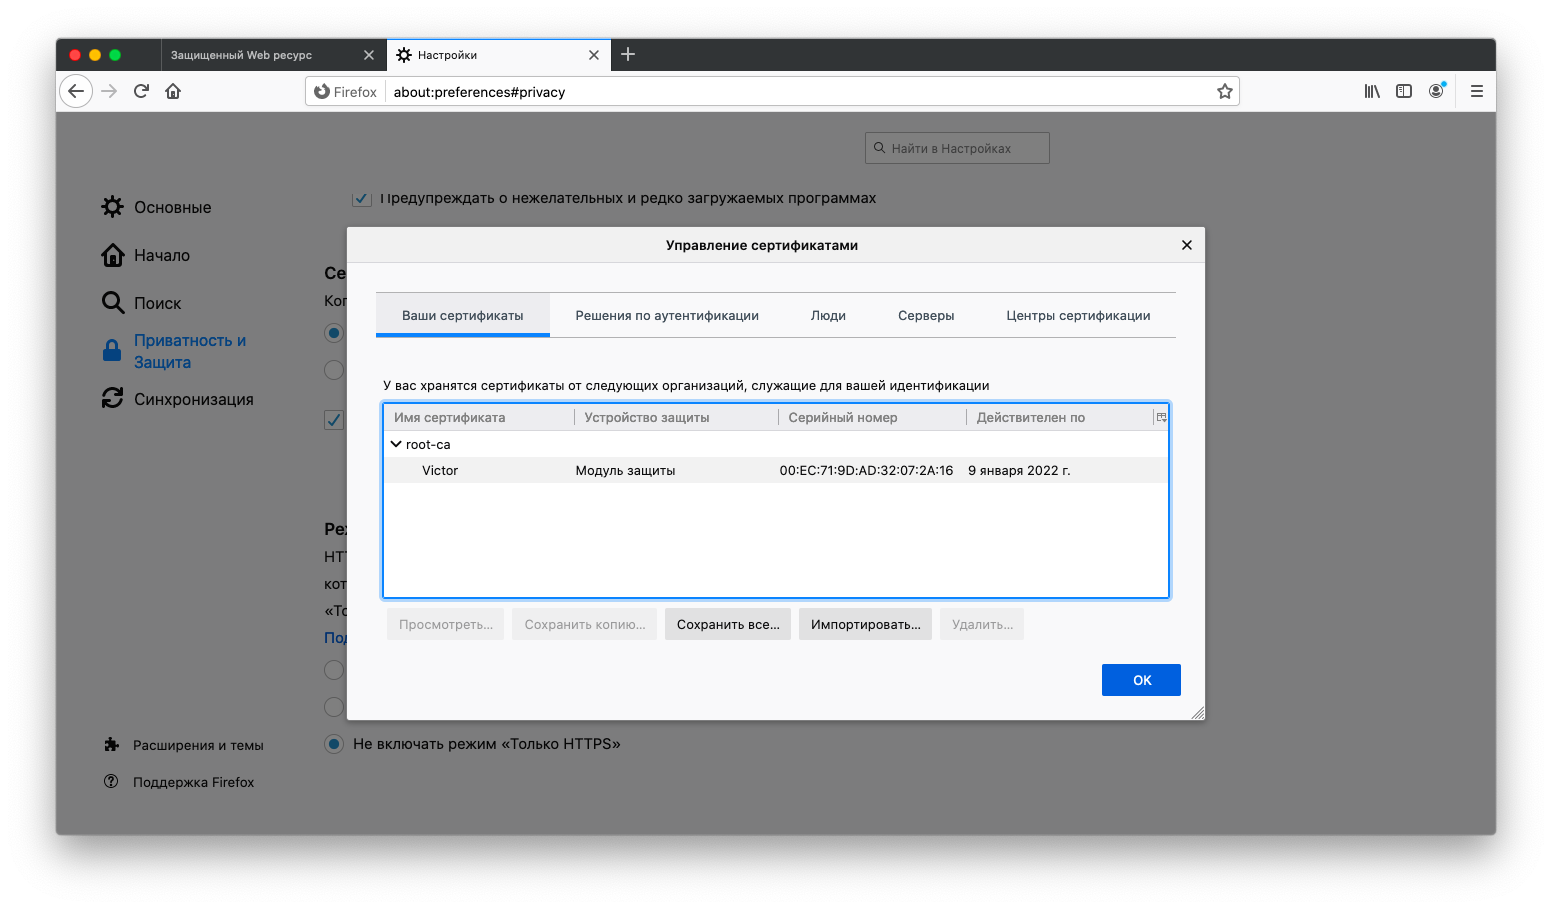 Защищенный Web ресурс
Настройки
Firefox
about:preferences#privacy
Найти в Настройках
Предупреждать о нежелательных и редко загружаемых программах
Основные
Начало
Поиск
Приватность и
Защита
Синхронизация
Се
Ког
Управление сертификатами
Ваши сертификаты
Решения по аутентификации
Люди
Серверы
Центры сертификации
У вас хранятся сертификаты от следующих организаций, служащие для вашей идентификации
Имя сертификата
Устройство защиты
Серийный номер
Действителен по
root-ca
Victor
Модуль защиты
00:EC:71:9D:AD:32:07:2A:16
9 января 2022 г.
Просмотреть...
Сохранить копию...
Сохранить все...
Импортировать...
Удалить...
OK
HTT
кот
«То
Под
Не включать режим «Только HTTPS»
Расширения и темы
Поддержка Firefox